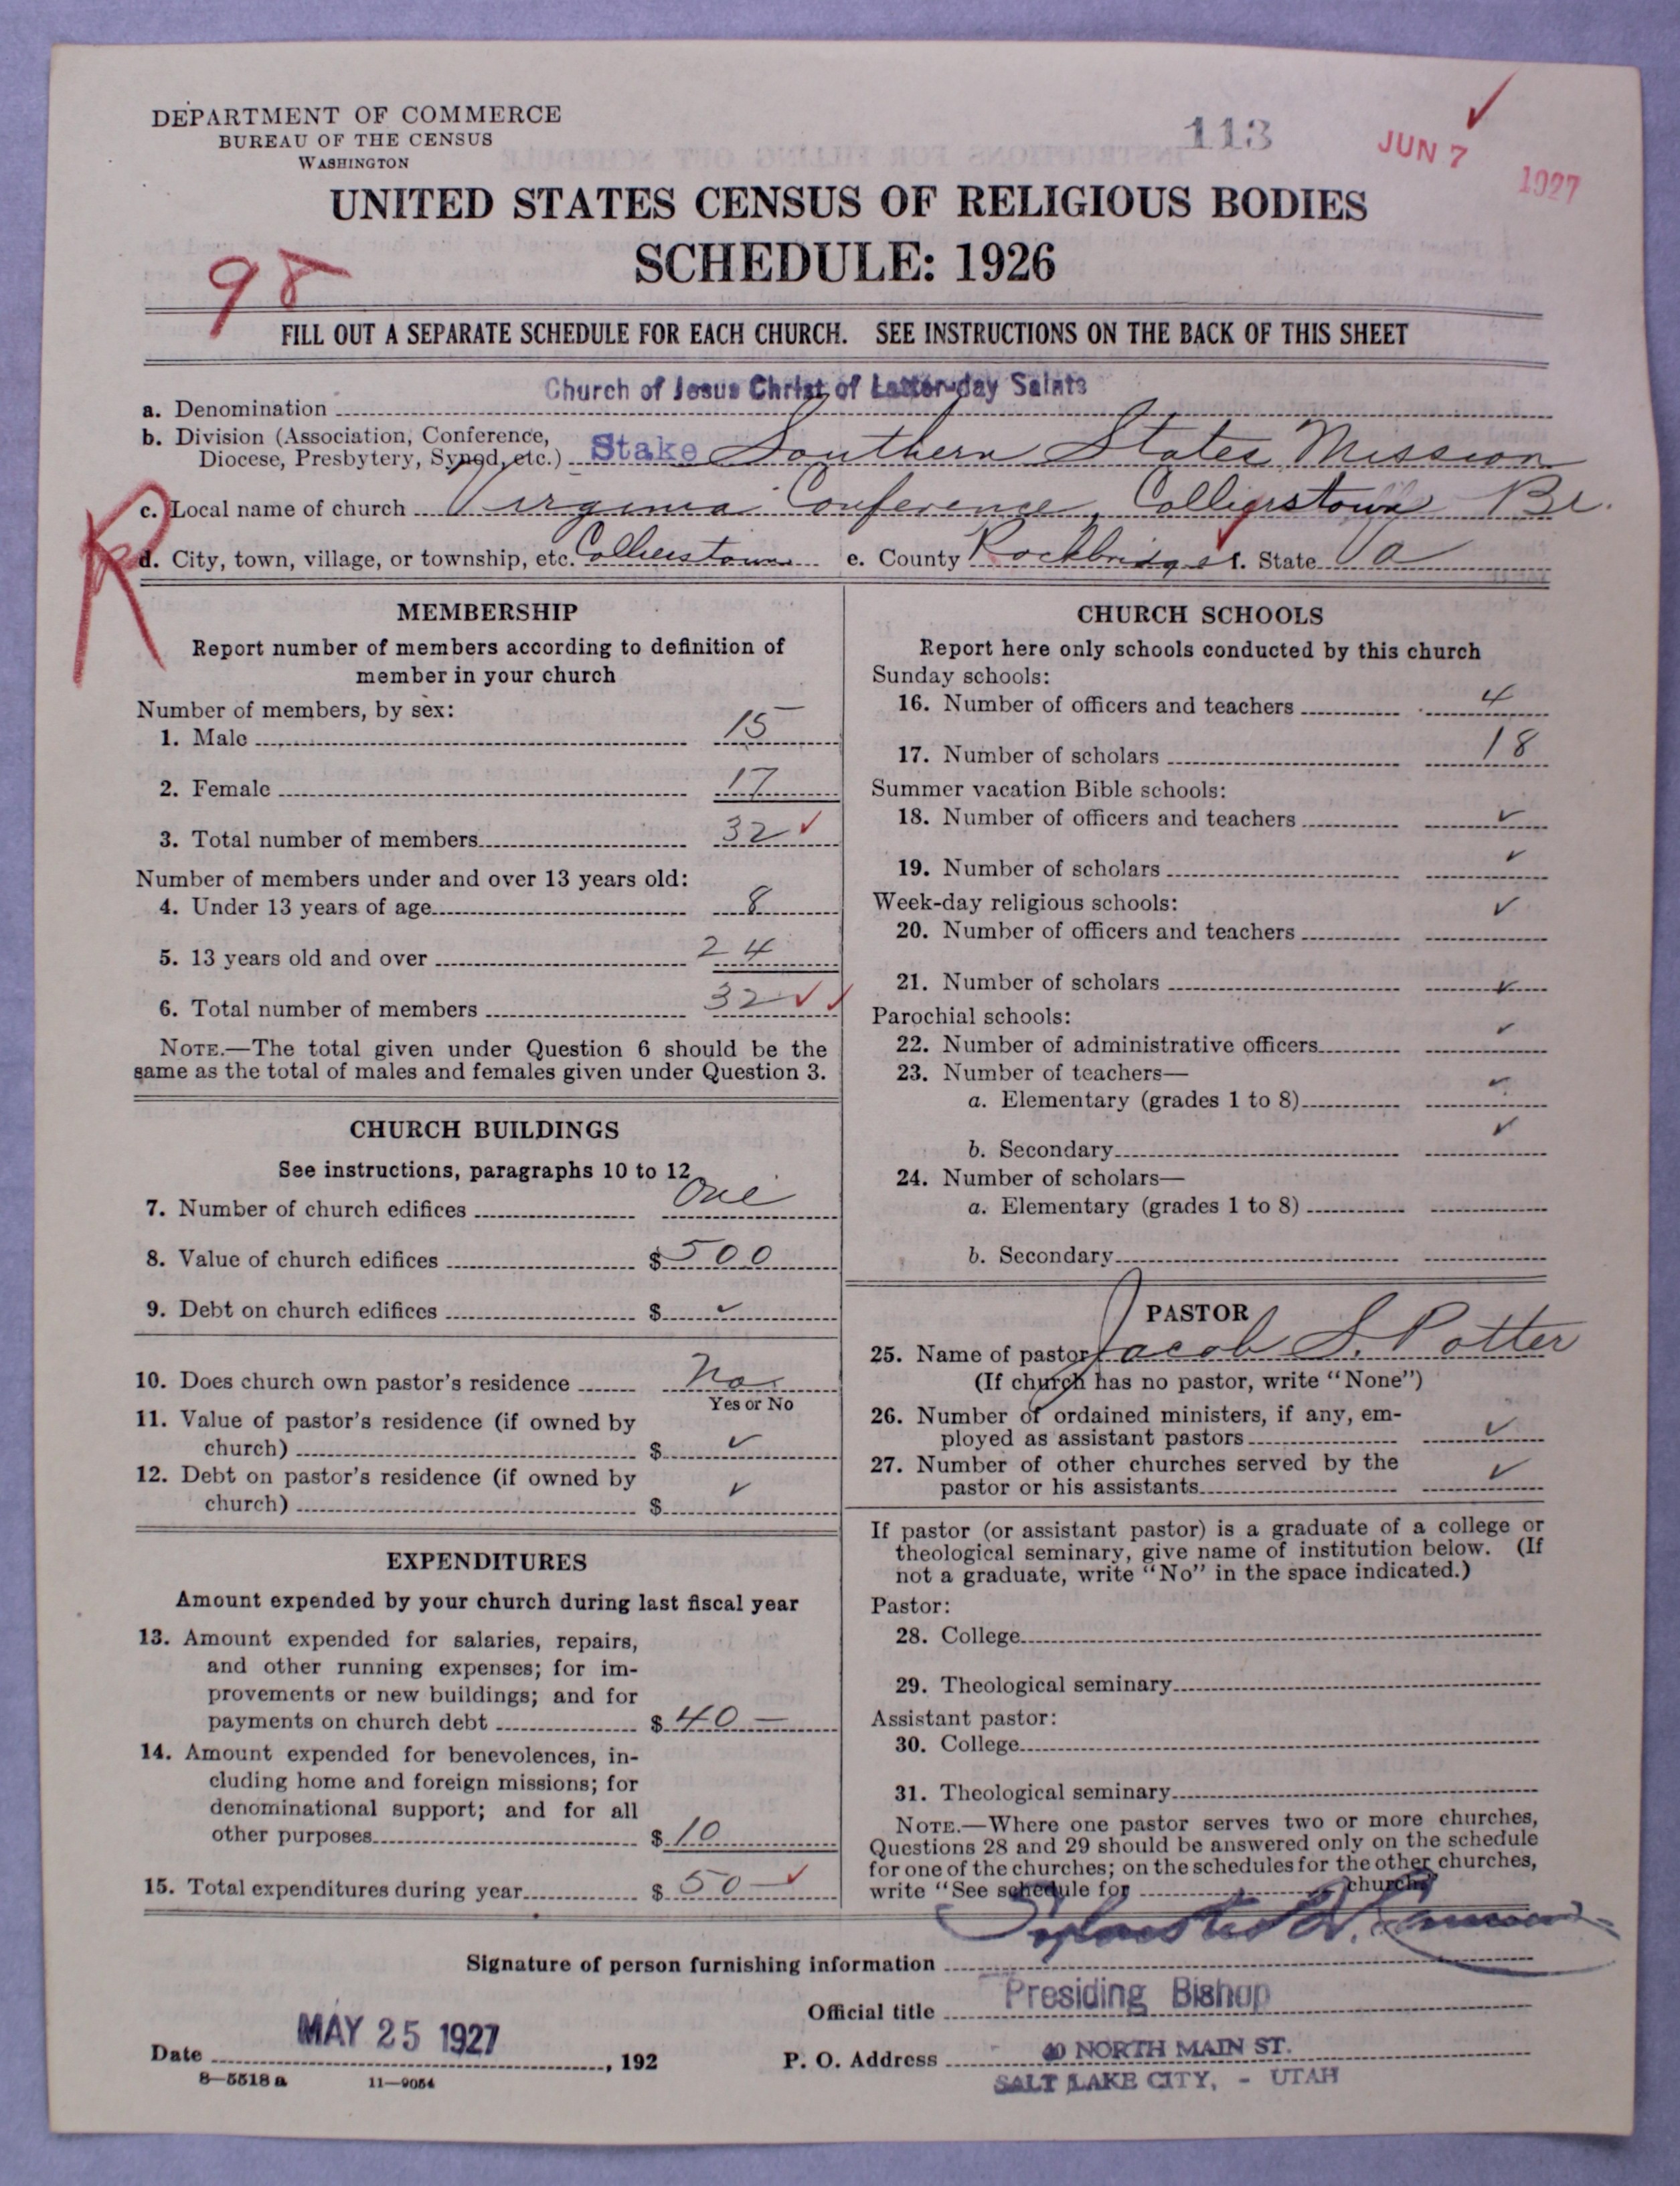 DEPARTMENT OF COMMERCE
BUREAU OF THE CENSUS
WASHINGTON
113
JUN 7 1927
UNITED STATES CENSUS OF RELIGIOUS BODIES
SCHEDULE: 1926
98
FILL OUT A SEPARATE SCHEDULE FOR EACH CHURCH. SEE INSTRUCTIONS ON THE BACK OF THIS SHEET
Church of Jesus Christ of Latter-day Saints
a. Denomination
b. Division (Association, Conference,
Diocese, Presbytery, Synod, etc.) Stake Southern States Mission
R
c. Local name of church Virginia Conference, Collierstown Br.
d. City, town, village, or township, etc. Collierstown e. County Rockbridge f. State Va
MEMBERSHIP
Report number of members according to definition of
member in your church
Number of members, by sex:
1. Male 15
2. Female 17
3. Total number of members 32 ✓
Number of members under and over 13 years old:
4. Under 13 years of age 8
5. 13 years old and over 24
6. Total number of members 32 ✓ ✓
NOTE.—The total given under Question 6 should be the
same as the total of males and females given under Question 3.
CHURCH BUILDINGS
See instructions, paragraphs 10 to 12
7. Number of church edifices One
8. Value of church edifices $ 500
9. Debt on church edifices $ ✓
10. Does church own pastor's residence No
Yes or No
11. Value of pastor's residence (if owned by
church) $ ✓
12. Debt on pastor's residence (if owned by
church) $ ✓
EXPENDITURES
Amount expended by your church during last fiscal year
13. Amount expended for salaries, repairs,
and other running expenses; for im-
provements or new buildings; and for
payments on church debt $ 40 —
14. Amount expended for benevolences, in-
cluding home and foreign missions; for
denominational support; and for all
other purposes $ 10
15. Total expenditures during year $ 50 — ✓
CHURCH SCHOOLS
Report here only schools conducted by this church
Sunday schools:
16. Number of officers and teachers 4
17. Number of scholars 18
Summer vacation Bible schools:
18. Number of officers and teachers ✓
19. Number of scholars ✓
Week-day religious schools:
20. Number of officers and teachers ✓
21. Number of scholars ✓
Parochial schools:
22. Number of administrative officers ✓
23. Number of teachers—
a. Elementary (grades 1 to 8) ✓
b. Secondary ✓
24. Number of scholars—
a. Elementary (grades 1 to 8)
b. Secondary
PASTOR
25. Name of pastor Jacob S. Potter
(If church has no pastor, write "None")
26. Number of ordained ministers, if any, em-
ployed as assistant pastors ✓
27. Number of other churches served by the
pastor or his assistants ✓
If pastor (or assistant pastor) is a graduate of a college or
theological seminary, give name of institution below. (If
not a graduate, write "No" in the space indicated.)
Pastor:
28. College
29. Theological seminary
Assistant pastor:
30. College
31. Theological seminary
NOTE.—Where one pastor serves two or more churches,
Questions 28 and 29 should be answered only on the schedule
for one of the churches; on the schedules for the other churches,
write "See schedule for church"
Signature of person furnishing information Sylvester Q. Cannon
Official title Presiding Bishop
Date MAY 25 1927, 192
P. O. Address 40 NORTH MAIN ST.
SALT LAKE CITY, - UTAH
8—5518 a 11—9054